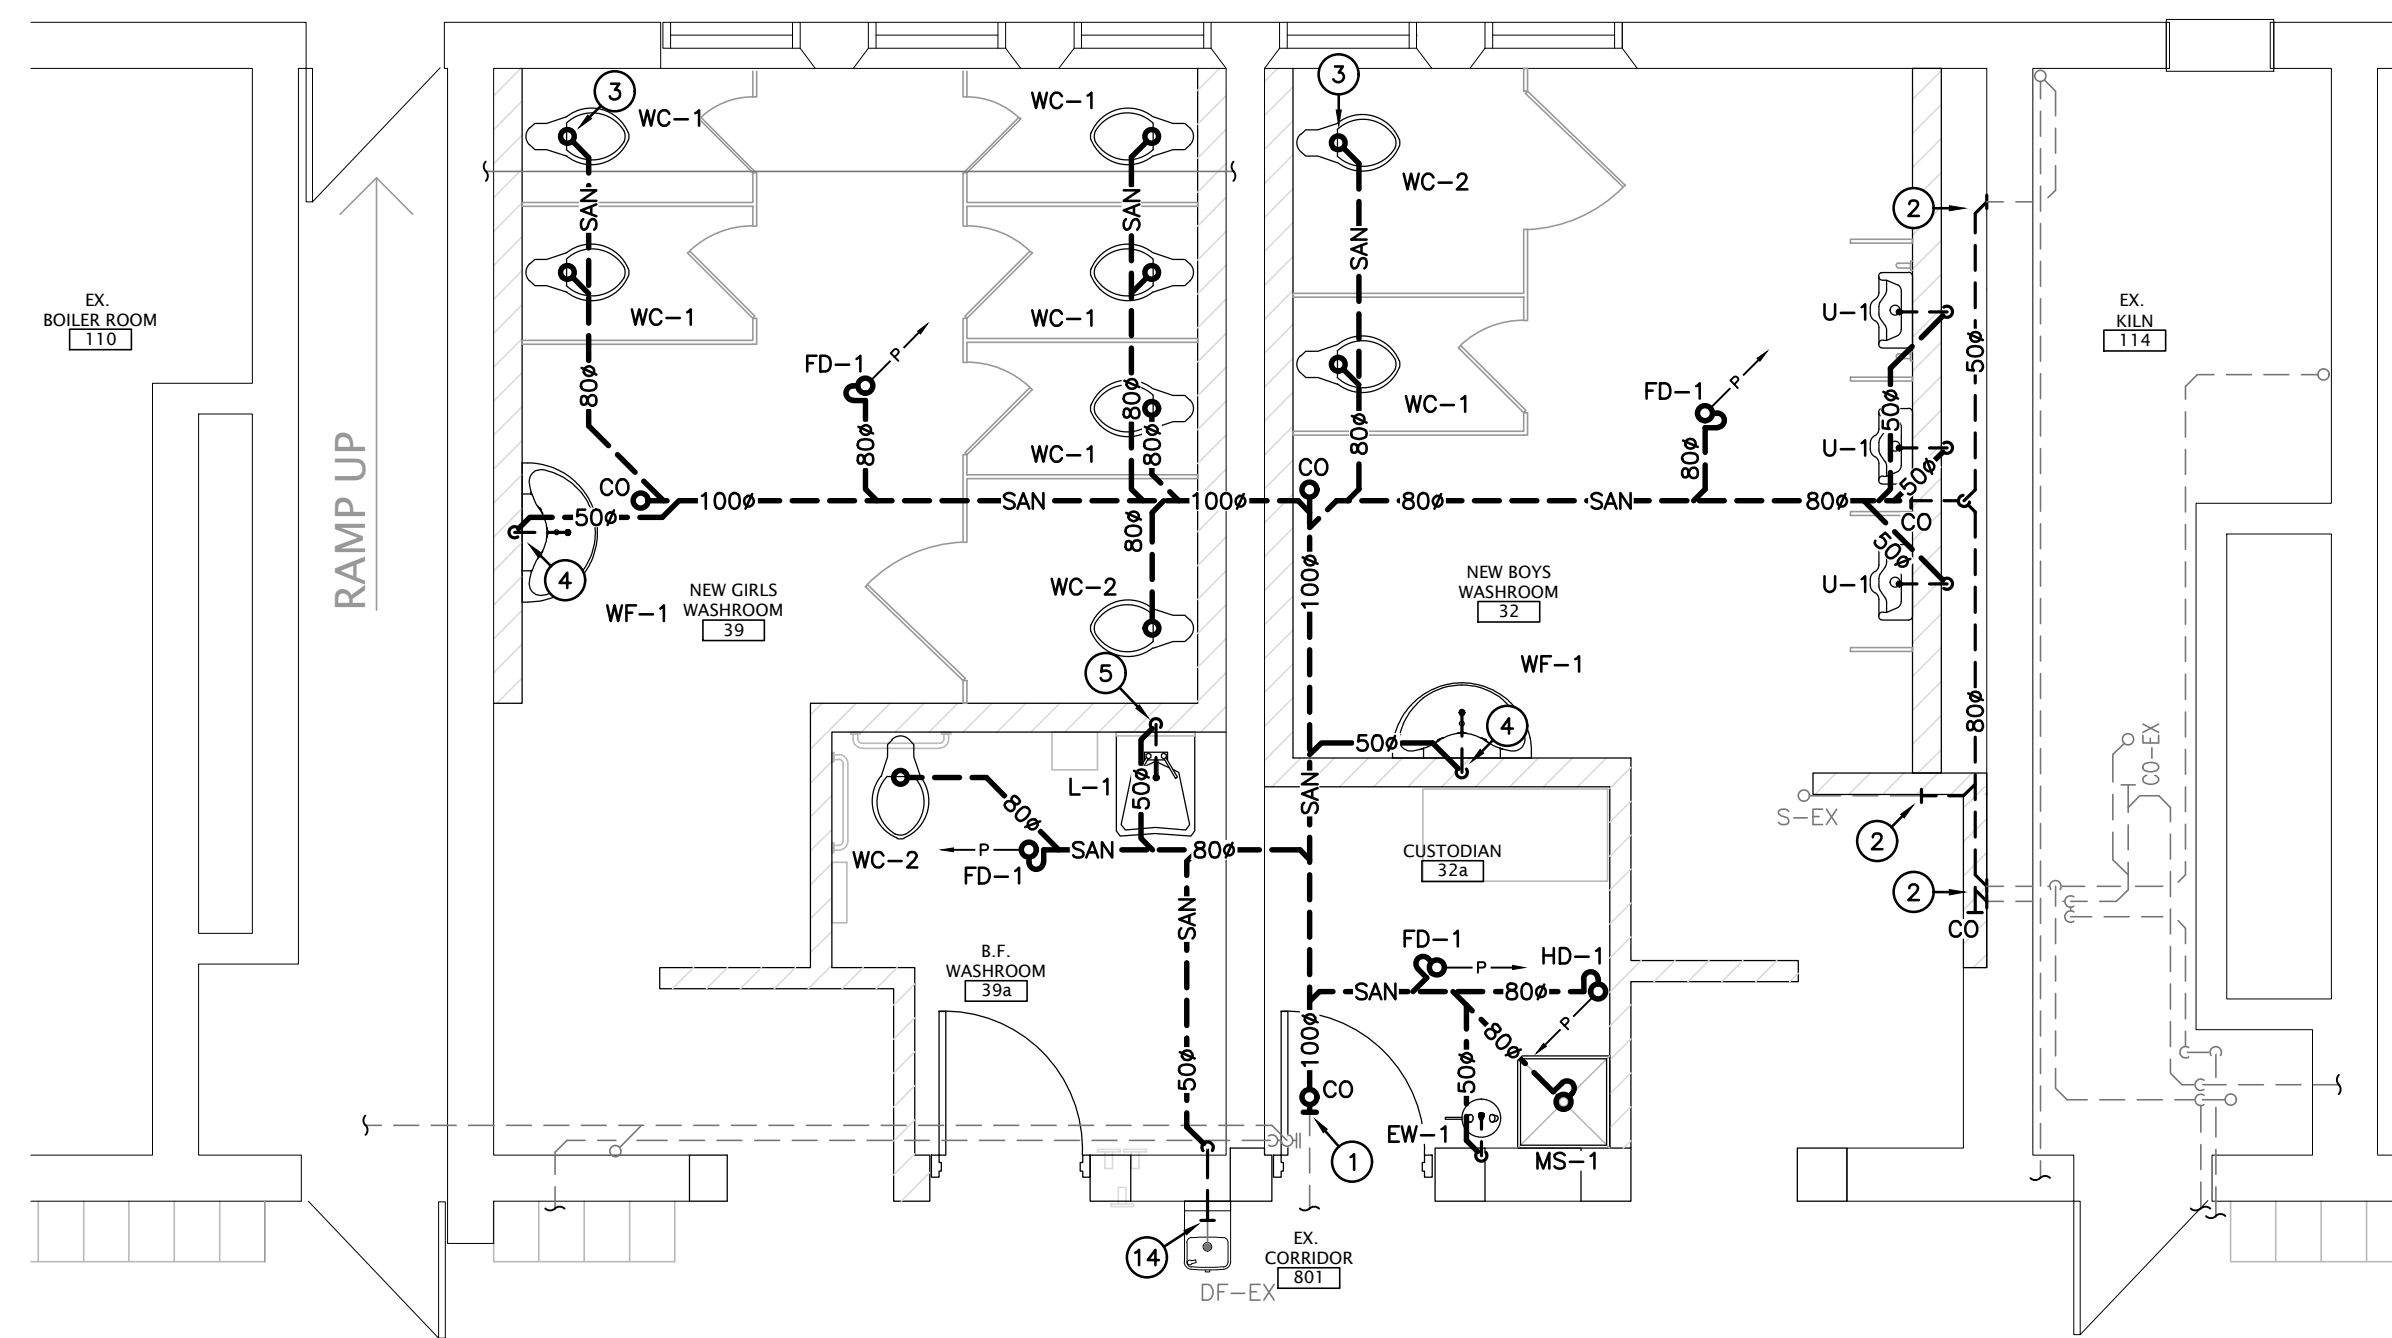 3
WC-1
WC-1
3
WC-2
SAN
SAN
SAN
2
EX.
BOILER ROOM
110
WC-1
WC-1
U-1
50ø
EX.
KILN
114
RAMP UP
80ø
FD-1
P
80ø
80ø
WC-1
80ø
WC-1
80ø
FD-1
P
80ø
50ø
U-1
50ø
CO
50ø
100ø
SAN
80ø
100ø
CO
80ø
SAN
80ø
CO
50ø
4
WF-1
NEW GIRLS
WASHROOM
39
WC-2
100ø
NEW BOYS
WASHROOM
32
U-1
5
WF-1
4
50ø
80ø
L-1
50ø
SAN
CO-EX
S-EX
2
80ø
WC-2
P
FD-1
SAN
80ø
CUSTODIAN
32a
2
CO
SAN
B.F.
WASHROOM
39a
FD-1
P
HD-1
SAN
80ø
P
50ø
100ø
80ø
50ø
CO
EW-1
MS-1
1
14
DF-EX
EX.
CORRIDOR
801